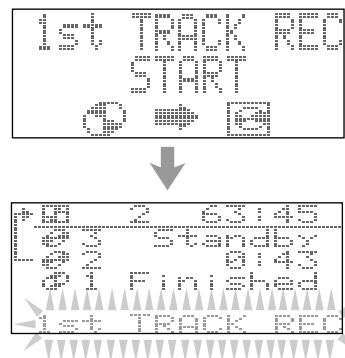 1st TRACK REC
START
2 63:45
3 Standby
2 0:43
1 Finished
1st TRACK REC